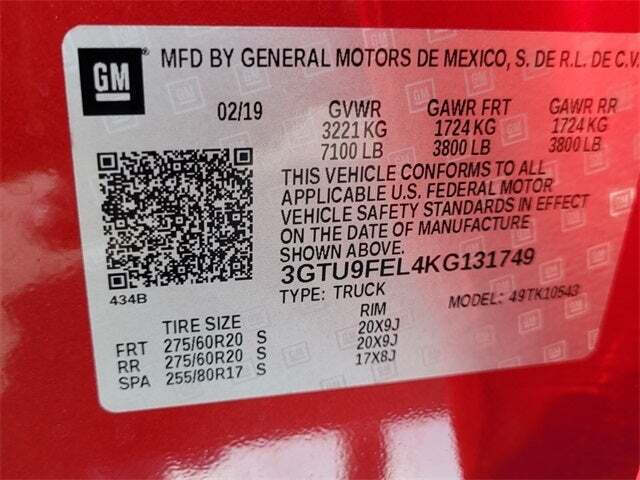 GM
MFD BY GENERAL MOTORS DE MEXICO, S. DE R.L. DE C.V.
02/19 GVWR GAWR FRT GAWR RR
3221 KG 1724 KG 1724 KG
7100 LB 3800 LB 3800 LB
THIS VEHICLE CONFORMS TO ALL
APPLICABLE U.S. FEDERAL MOTOR
VEHICLE SAFETY STANDARDS IN EFFECT
ON THE DATE OF MANUFACTURE
SHOWN ABOVE.
434B
3GTU9FEL4KG131749
TYPE: TRUCK MODEL: 49TK10543
TIRE SIZE RIM
FRT 275/60R20 S 20X9J
RR 275/60R20 S 20X9J
SPA 255/80R17 S 17X8J